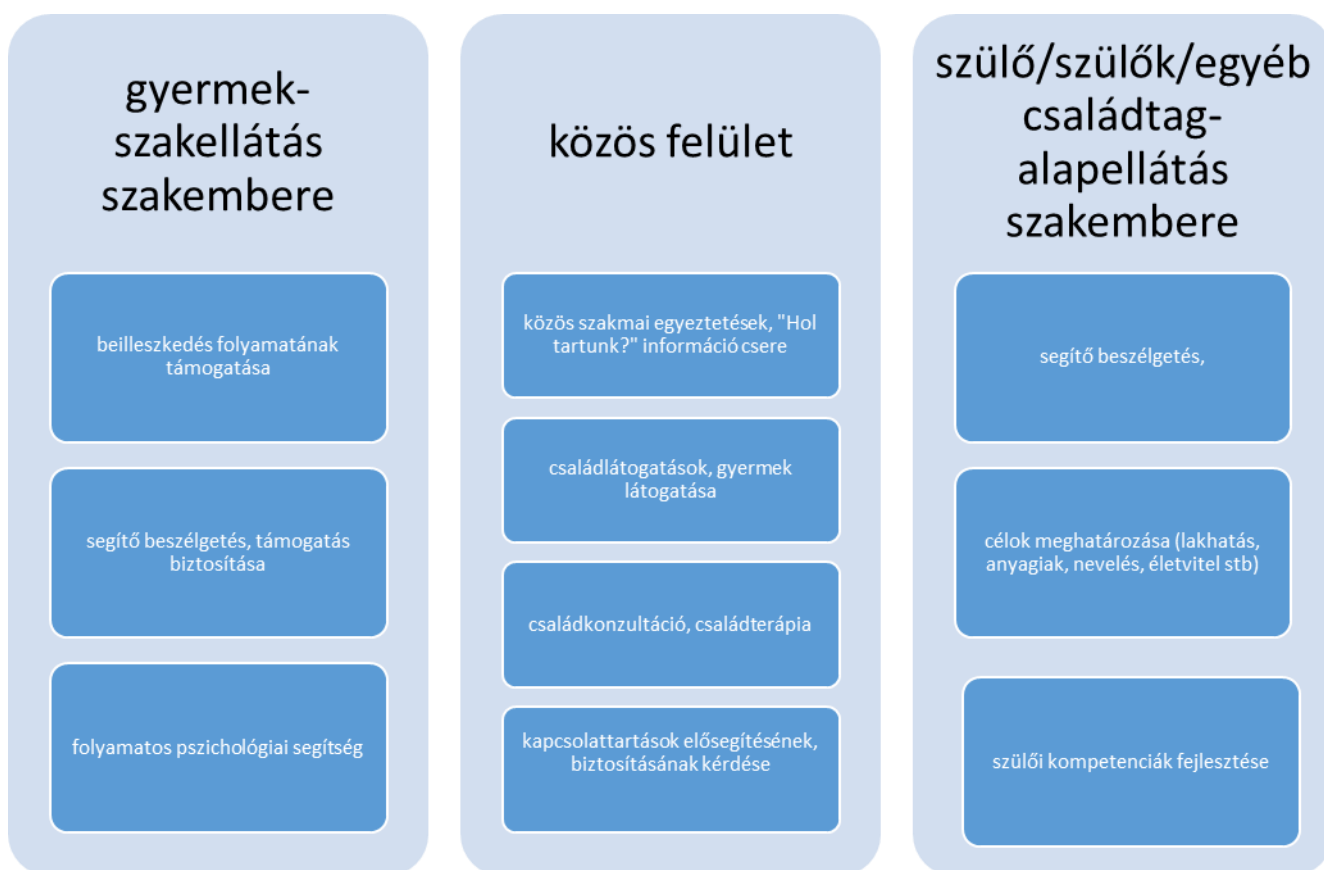 gyermek-
szakellátás
szakembere
beilleszkedés folyamatának
támogatása
segítő beszélgetés, támogatás
biztosítása
folyamatos pszichológiai segítség
közös felület
közös szakmai egyeztetések, "Hol
tartunk?" információ csere
családlátogatások, gyermek
látogatása
családkonzultáció, családterápia
kapcsolattartások elősegítésének,
biztosításának kérdése
szülő/szülők/egyéb
családtag-
alapellátás
szakembere
segítő beszélgetés,
célok meghatározása (lakhatás,
anyagiak, nevelés, életvitel stb)
szülői kompetenciák fejlesztése